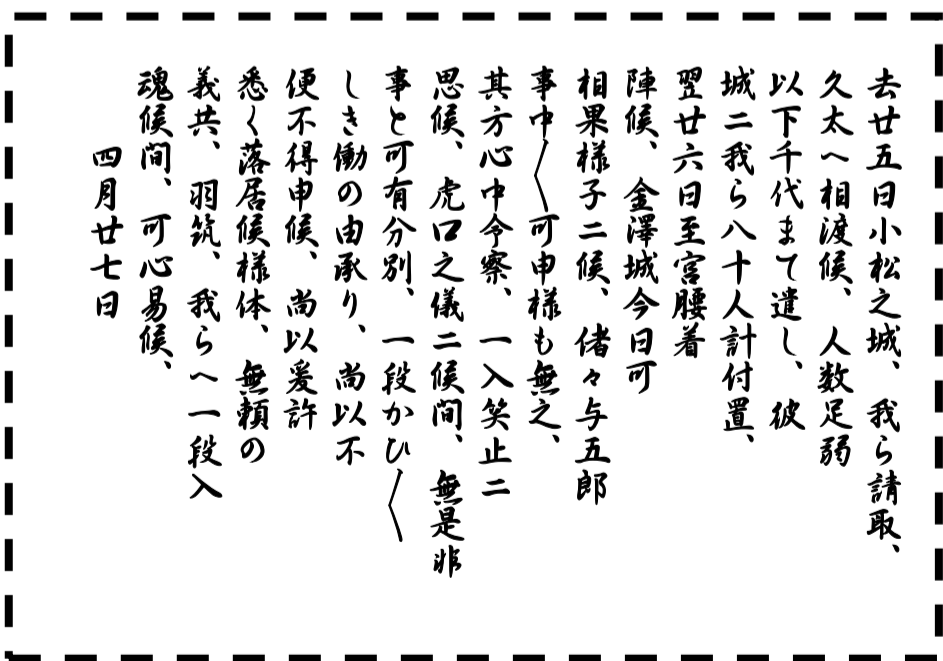 去廿五日小松之城、我ら請取、
久太へ相渡候、人数足弱
以下千代まて遣し、彼
城ニ我ら八十人計付置、
翌廿六日至宮腰着
陣候、金澤城今日可
相果様子ニ候、偖々与五郎
事中〳〵可申様も無之、
其方心中令察、一入笑止ニ
思候、虎口之儀ニ候間、無是非
事と可有分別、一段かひ〳〵
しき働の由承り、尚以不
便不得申候、尚以爰許
悉く落居候様体、無頼の
義共、羽筑、我らへ一段入
魂候間、可心易候、
四月廿七日